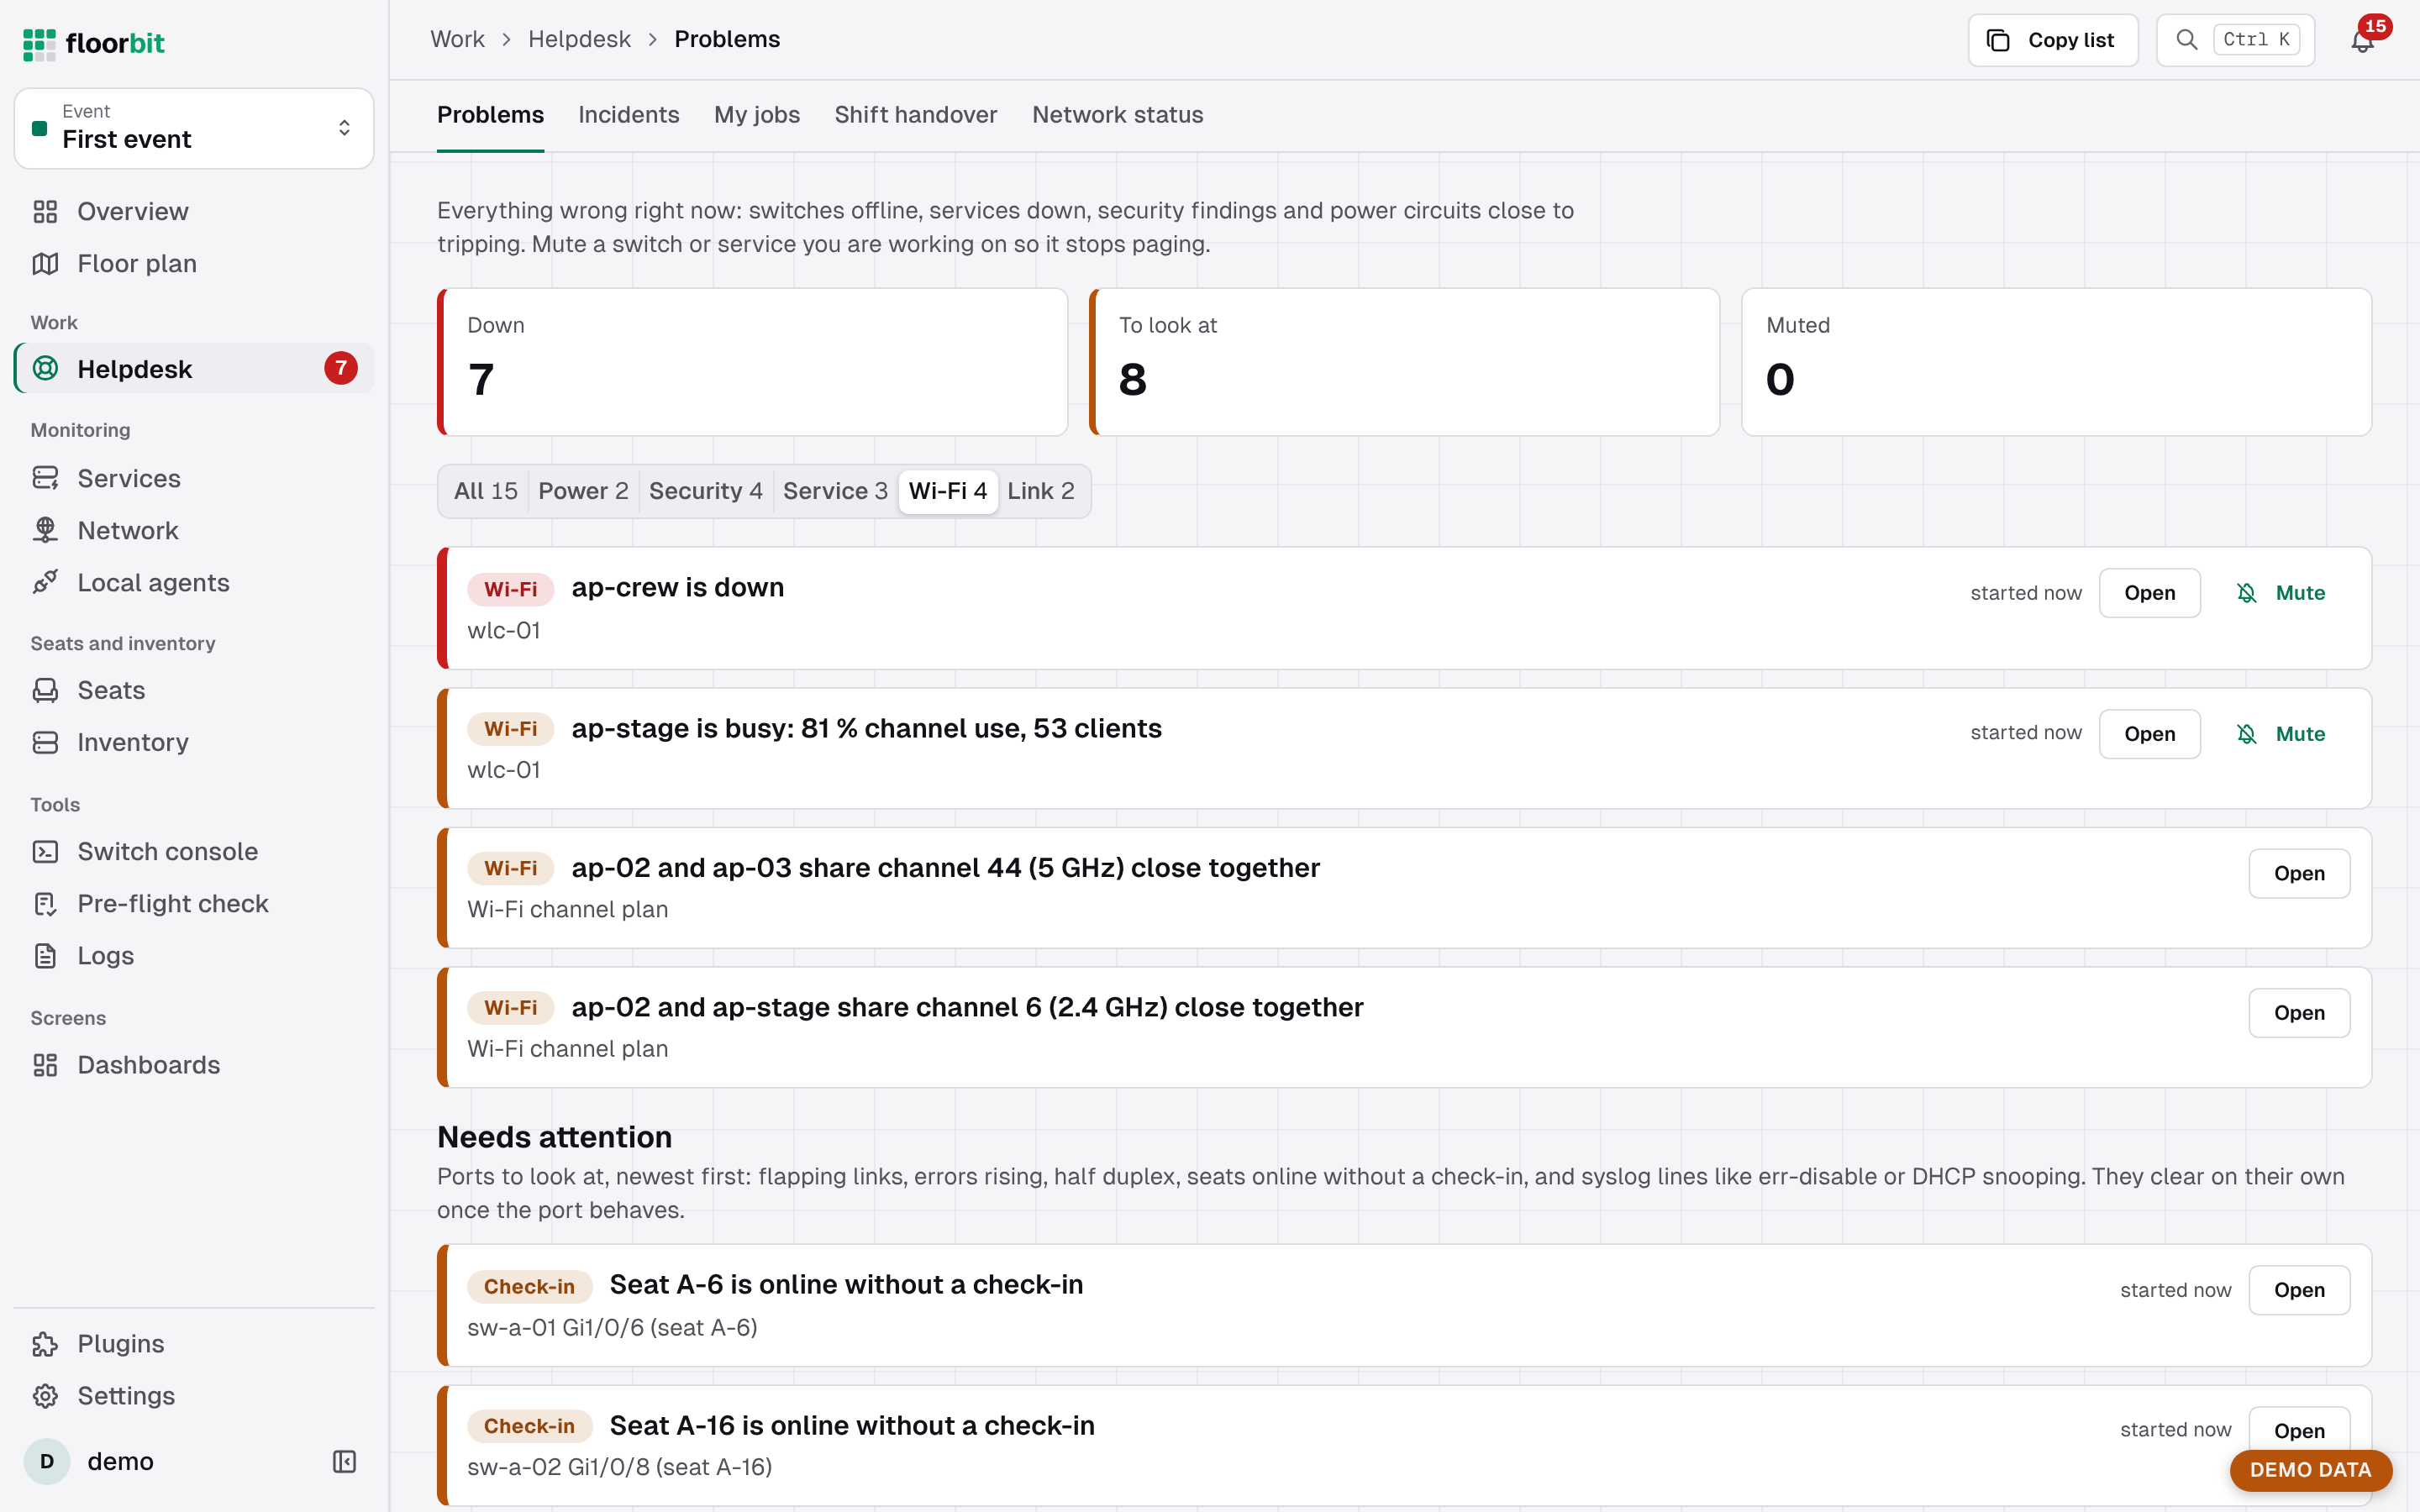 floorbit
Event
First event
Overview
Floor plan
Work
Helpdesk 7
Monitoring
Services
Network
Local agents
Seats and inventory
Seats
Inventory
Tools
Switch console
Pre-flight check
Logs
Screens
Dashboards
Plugins
Settings
D demo
Work > Helpdesk > Problems
Copy list
Ctrl K
15
Problems Incidents My jobs Shift handover Network status
Everything wrong right now: switches offline, services down, security findings and power circuits close to
tripping. Mute a switch or service you are working on so it stops paging.
Down
7
To look at
8
Muted
0
All 15 Power 2 Security 4 Service 3 Wi-Fi 4 Link 2
Wi-Fi ap-crew is down started now Open Mute
wlc-01
Wi-Fi ap-stage is busy: 81 % channel use, 53 clients started now Open Mute
wlc-01
Wi-Fi ap-02 and ap-03 share channel 44 (5 GHz) close together Open
Wi-Fi channel plan
Wi-Fi ap-02 and ap-stage share channel 6 (2.4 GHz) close together Open
Wi-Fi channel plan
Needs attention
Ports to look at, newest first: flapping links, errors rising, half duplex, seats online without a check-in, and syslog lines like err-disable or DHCP snooping. They clear on their own
once the port behaves.
Check-in Seat A-6 is online without a check-in started now Open
sw-a-01 Gi1/0/6 (seat A-6)
Check-in Seat A-16 is online without a check-in started now Open
sw-a-02 Gi1/0/8 (seat A-16)
DEMO DATA